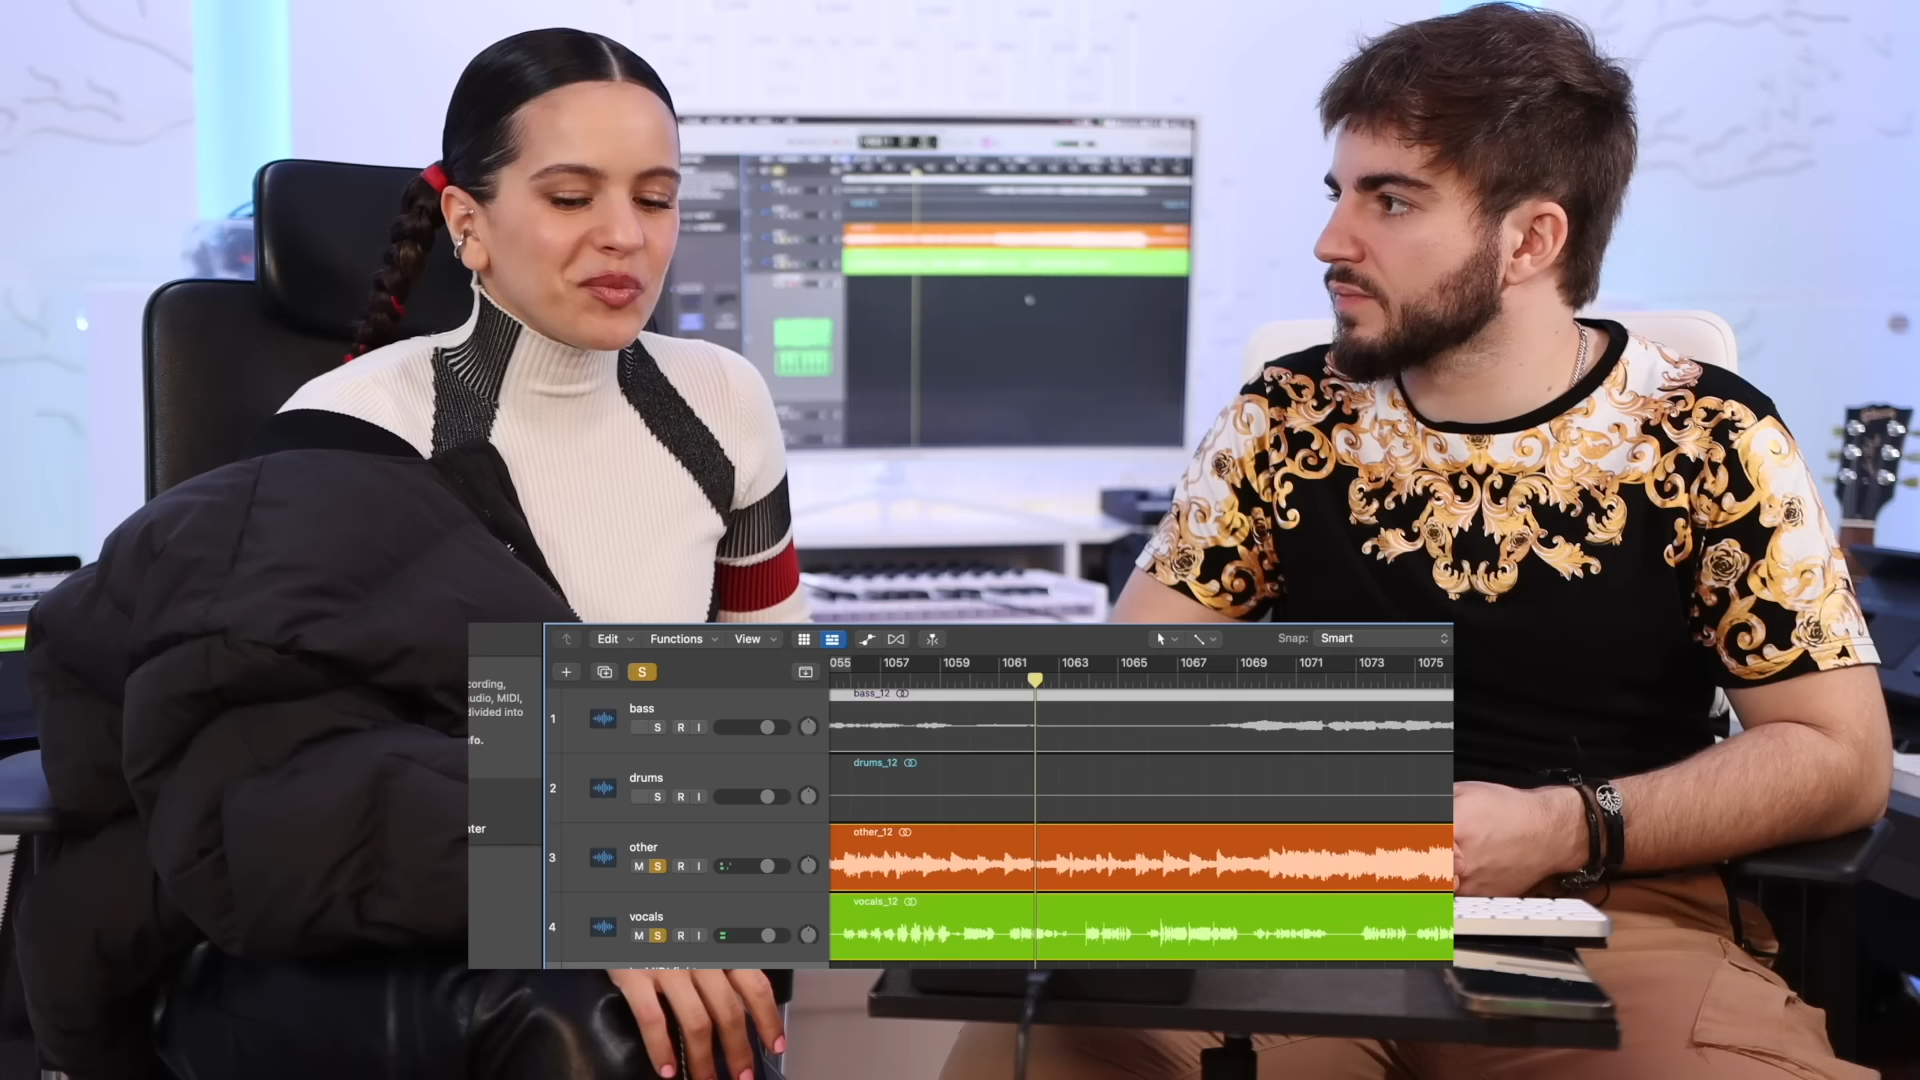 Edit Functions View Snap: Smart
S 055 1057 1059 1061 1063 1065 1067 1069 1071 1073 1075
cording,
udio, MIDI,
divided into
fo.
nter
1 bass S R I bass_12
2 drums S R I drums_12
3 other M S R I other_12
4 vocals M S R I vocals_12